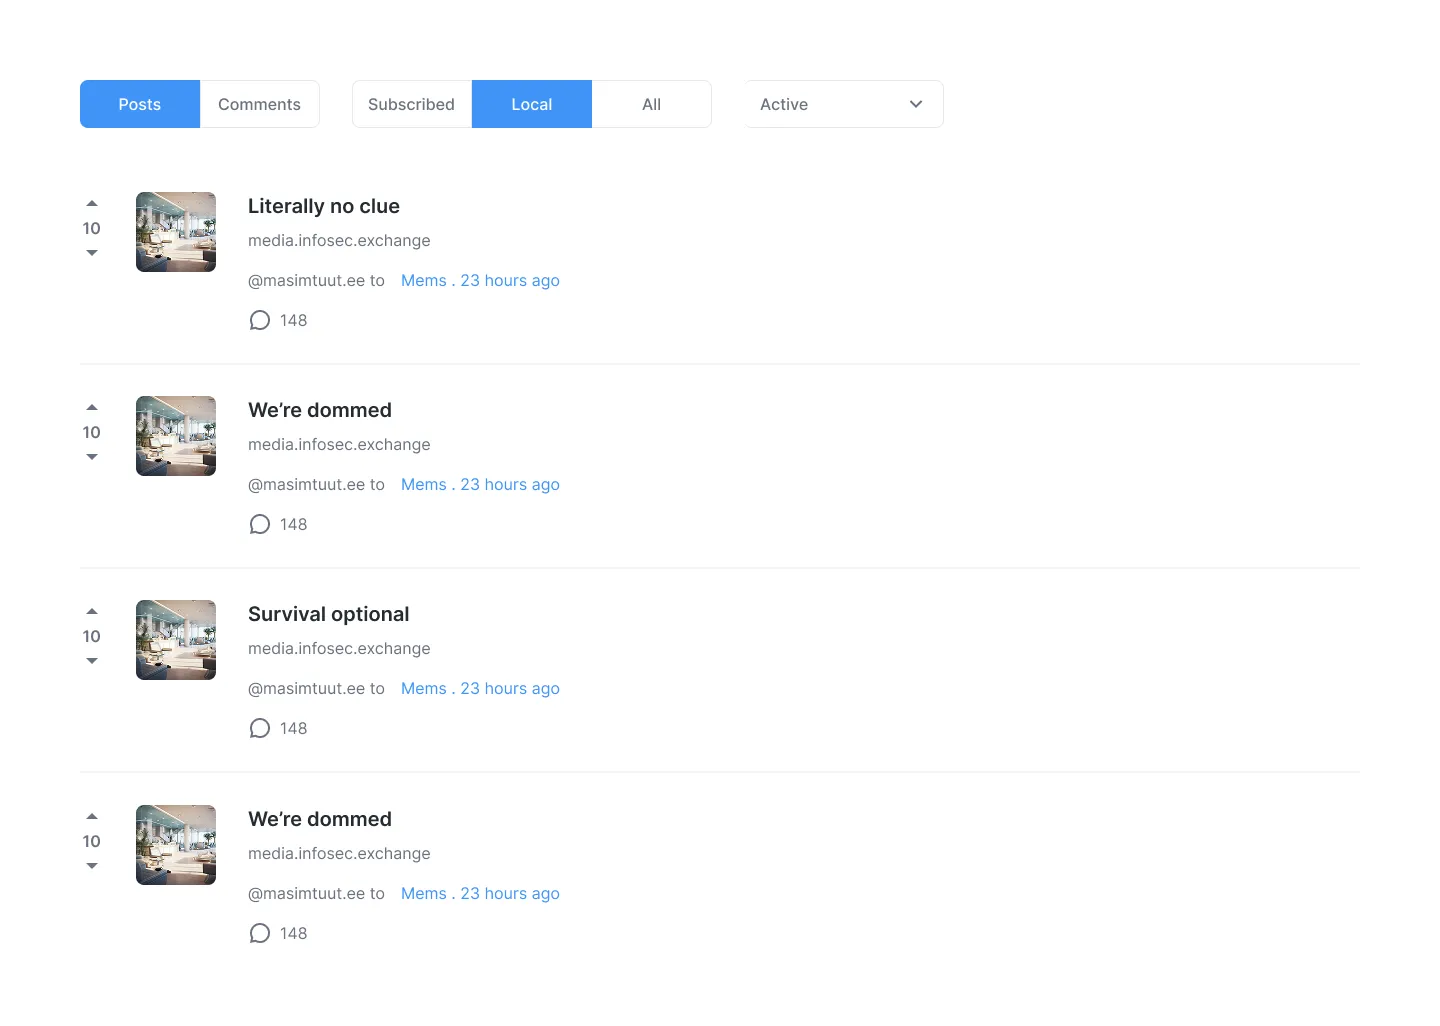 Posts Comments Subscribed Local All Active
Literally no clue
10
media.infosec.exchange
@masimtuut.ee to Mems . 23 hours ago
148
We’re dommed
10
media.infosec.exchange
@masimtuut.ee to Mems . 23 hours ago
148
Survival optional
10
media.infosec.exchange
@masimtuut.ee to Mems . 23 hours ago
148
We’re dommed
10
media.infosec.exchange
@masimtuut.ee to Mems . 23 hours ago
148